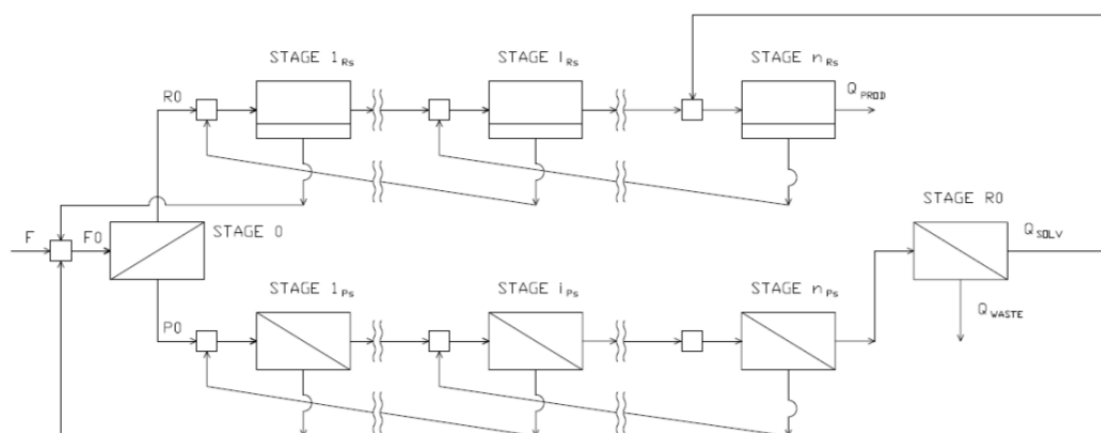 STAGE 1Rs
STAGE IRs
STAGE nRs
R0
QPROD
STAGE R0
F
F0
STAGE 0
QSOLV
STAGE 1Ps
STAGE iPs
STAGE nPs
P0
QWASTE